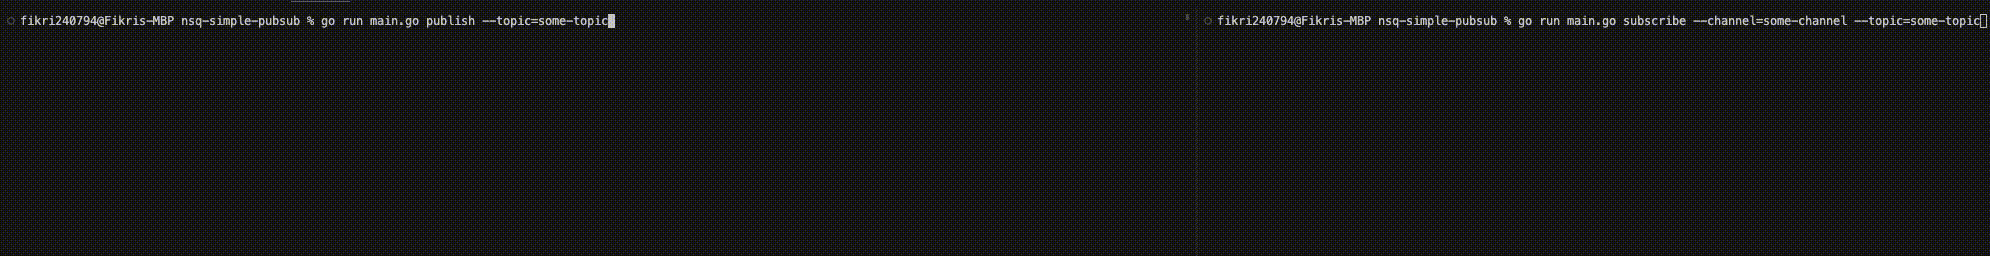 fikri240794@Fikris-MBP nsq-simple-pubsub % go run main.go publish --topic=some-topic
fikri240794@Fikris-MBP nsq-simple-pubsub % go run main.go subscribe --channel=some-channel --topic=some-topic